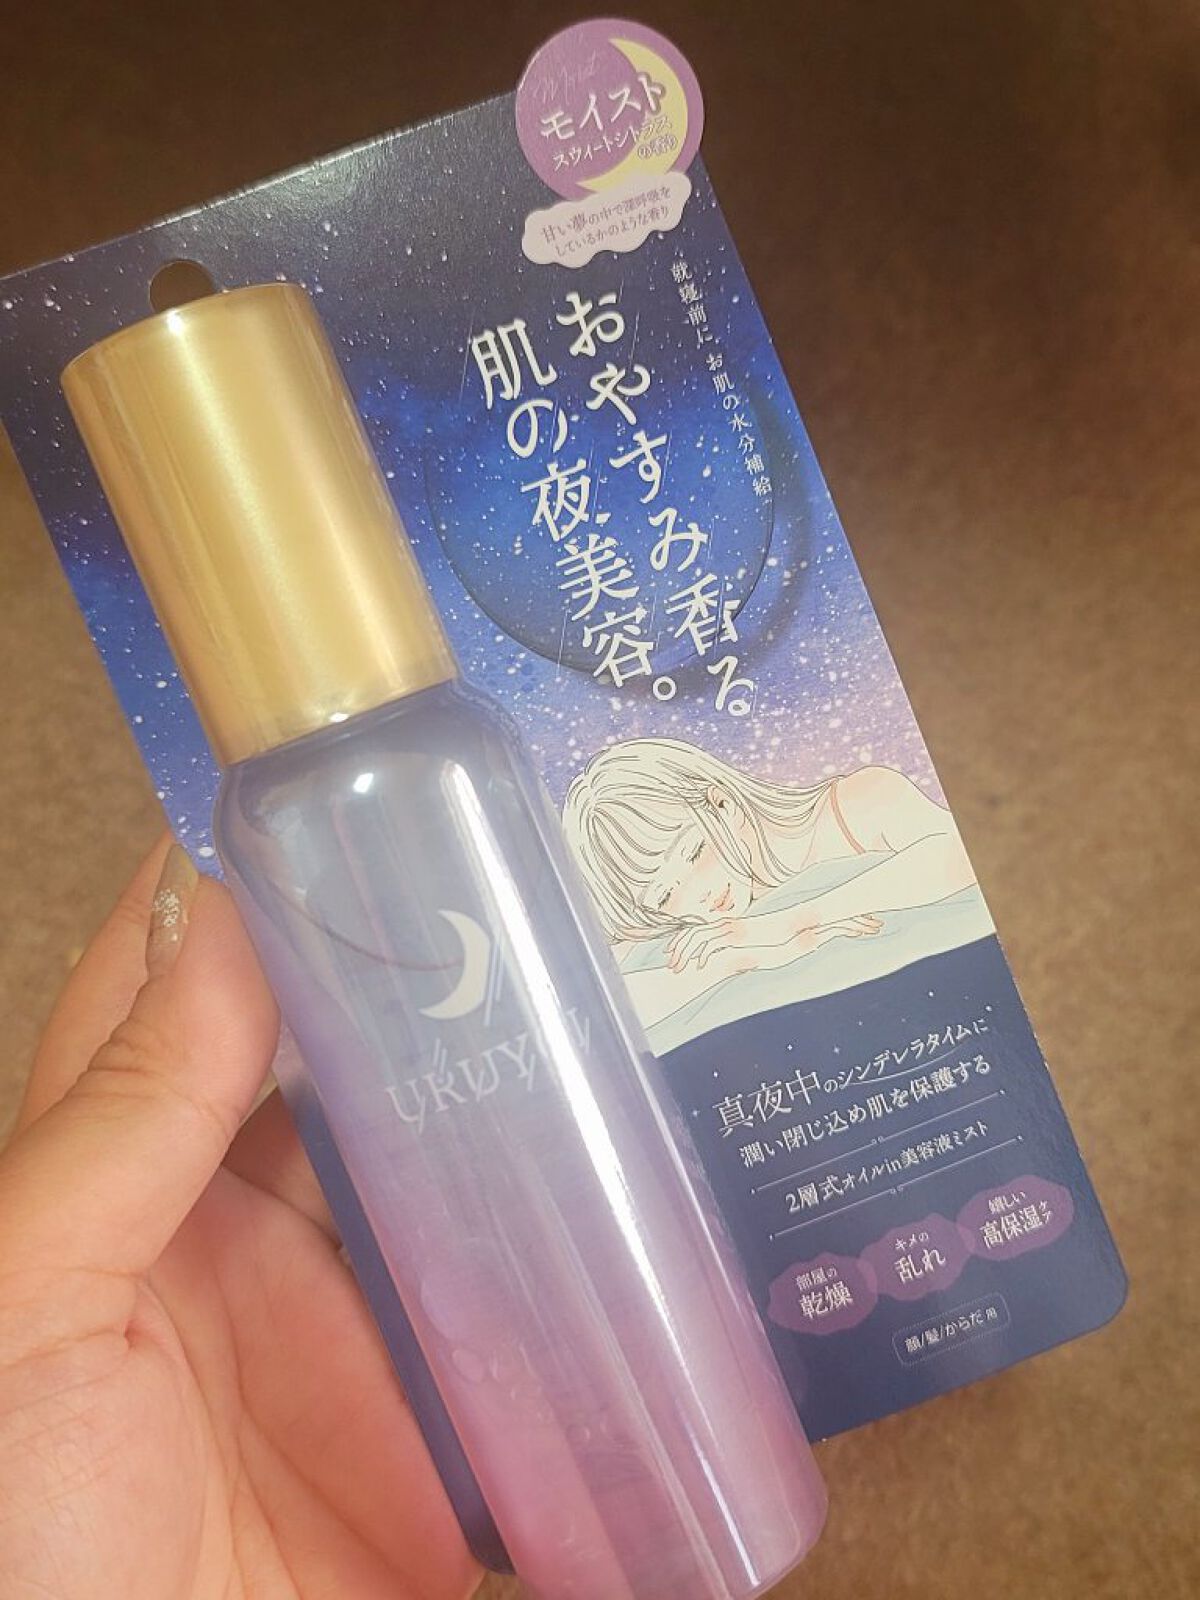 Moist
モイスト
スウィートシトラス
の香り
甘い夢の中で深呼吸を
しているかのような香り
就寝前に お肌の水分補給
おやすみ香る
肌の夜美容。
真夜中のシンデレラタイムに
潤い閉じ込め肌を保護する
2層式オイルin美容液ミスト
部屋の
乾燥
キメの
乱れ
嬉しい
高保湿ケア
顔/髪/からだ 用